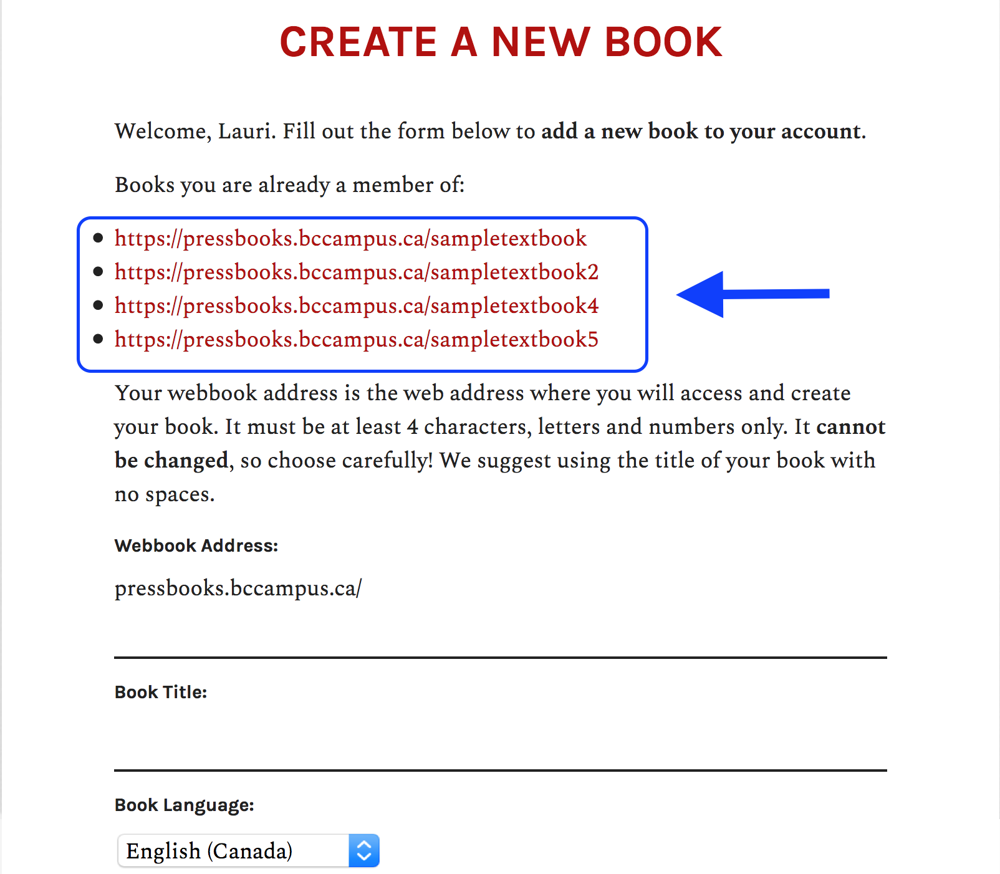 CREATE A NEW BOOK
Welcome, Lauri. Fill out the form below to add a new book to your account.
Books you are already a member of:
https://pressbooks.bccampus.ca/sampletextbook
https://pressbooks.bccampus.ca/sampletextbook2
https://pressbooks.bccampus.ca/sampletextbook4
https://pressbooks.bccampus.ca/sampletextbook5
Your webbook address is the web address where you will access and create
your book. It must be at least 4 characters, letters and numbers only. It cannot
be changed, so choose carefully! We suggest using the title of your book with
no spaces.
Webbook Address:
pressbooks.bccampus.ca/
Book Title:
Book Language:
English (Canada)